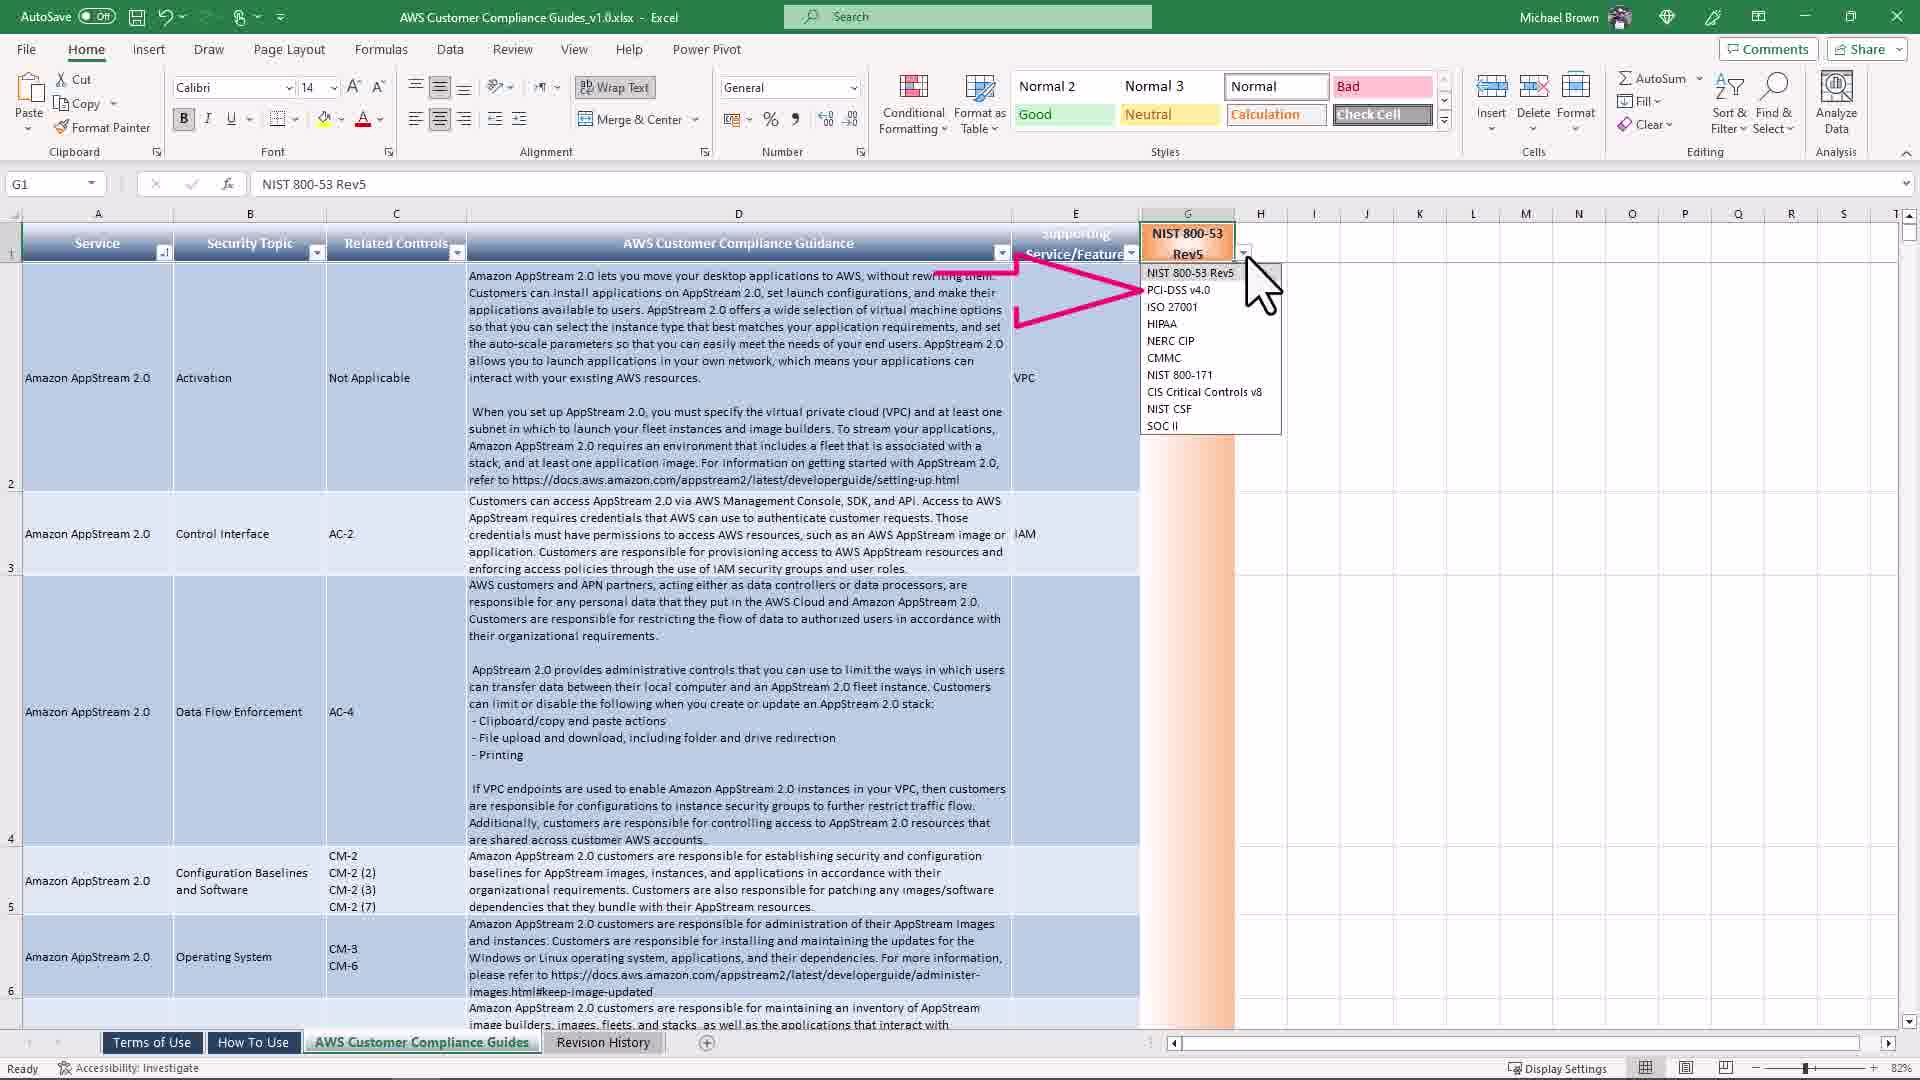 AutoSave Off
AWS Customer Compliance Guides_v1.0.xlsx - Excel
Search
Michael Brown
File Home Insert Draw Page Layout Formulas Data Review View Help Power Pivot
Comments Share
Paste
Cut
Copy
Format Painter
Clipboard
Calibri 14
B I U
Font
Wrap Text
Merge & Center
Alignment
General
Number
Conditional Formatting
Format as Table
Normal 2 Normal 3 Normal Bad
Good Neutral Calculation Check Cell
Styles
Insert Delete Format
Cells
AutoSum
Fill
Clear
Sort & Filter
Find & Select
Editing
Analyze Data
Analysis
G1
fx
NIST 800-53 Rev5
A B C D E G H I J K L M N O P Q R S T
1
Service
Security Topic
Related Controls
AWS Customer Compliance Guidance
Supporting
Service/Feature
NIST 800-53
Rev5
NIST 800-53 Rev5
PCI-DSS v4.0
ISO 27001
HIPAA
NERC CIP
CMMC
NIST 800-171
CIS Critical Controls v8
NIST CSF
SOC II
2
Amazon AppStream 2.0
Activation
Not Applicable
Amazon AppStream 2.0 lets you move your desktop applications to AWS, without rewriting them.
Customers can install applications on AppStream 2.0, set launch configurations, and make their
applications available to users. AppStream 2.0 offers a wide selection of virtual machine options
so that you can select the instance type that best matches your application requirements, and set
the auto-scale parameters so that you can easily meet the needs of your end users. AppStream 2.0
allows you to launch applications in your own network, which means your applications can
interact with your existing AWS resources.
When you set up AppStream 2.0, you must specify the virtual private cloud (VPC) and at least one
subnet in which to launch your fleet instances and image builders. To stream your applications,
Amazon AppStream 2.0 requires an environment that includes a fleet that is associated with a
stack, and at least one application image. For information on getting started with AppStream 2.0,
refer to https://docs.aws.amazon.com/appstream2/latest/developerguide/setting-up.html
VPC
3
Amazon AppStream 2.0
Control Interface
AC-2
Customers can access AppStream 2.0 via AWS Management Console, SDK, and API. Access to AWS
AppStream requires credentials that AWS can use to authenticate customer requests. Those
credentials must have permissions to access AWS resources, such as an AWS AppStream image or
application. Customers are responsible for provisioning access to AWS AppStream resources and
enforcing access policies through the use of IAM security groups and user roles.
IAM
4
Amazon AppStream 2.0
Data Flow Enforcement
AC-4
AWS customers and APN partners, acting either as data controllers or data processors, are
responsible for any personal data that they put in the AWS Cloud and Amazon AppStream 2.0.
Customers are responsible for restricting the flow of data to authorized users in accordance with
their organizational requirements.
AppStream 2.0 provides administrative controls that you can use to limit the ways in which users
can transfer data between their local computer and an AppStream 2.0 fleet instance. Customers
can limit or disable the following when you create or update an AppStream 2.0 stack:
- Clipboard/copy and paste actions
- File upload and download, including folder and drive redirection
- Printing
If VPC endpoints are used to enable Amazon AppStream 2.0 instances in your VPC, then customers
are responsible for configurations to instance security groups to further restrict traffic flow.
Additionally, customers are responsible for controlling access to AppStream 2.0 resources that
are shared across customer AWS accounts.
5
Amazon AppStream 2.0
Configuration Baselines
and Software
CM-2
CM-2 (2)
CM-2 (3)
CM-2 (7)
Amazon AppStream 2.0 customers are responsible for establishing security and configuration
baselines for AppStream images, instances, and applications in accordance with their
organizational requirements. Customers are also responsible for patching any images/software
dependencies that they bundle with their AppStream resources.
6
Amazon AppStream 2.0
Operating System
CM-3
CM-6
Amazon AppStream 2.0 customers are responsible for administration of their AppStream Images
and instances. Customers are responsible for installing and maintaining the updates for the
Windows or Linux operating system, applications, and their dependencies. For more information,
please refer to https://docs.aws.amazon.com/appstream2/latest/developerguide/administer-
images.html#keep-image-updated
Amazon AppStream 2.0 customers are responsible for maintaining an inventory of AppStream
image builders, images, fleets, and stacks, as well as the applications that interact with
Terms of Use How To Use AWS Customer Compliance Guides Revision History
Ready Accessibility: Investigate
Display Settings
82%